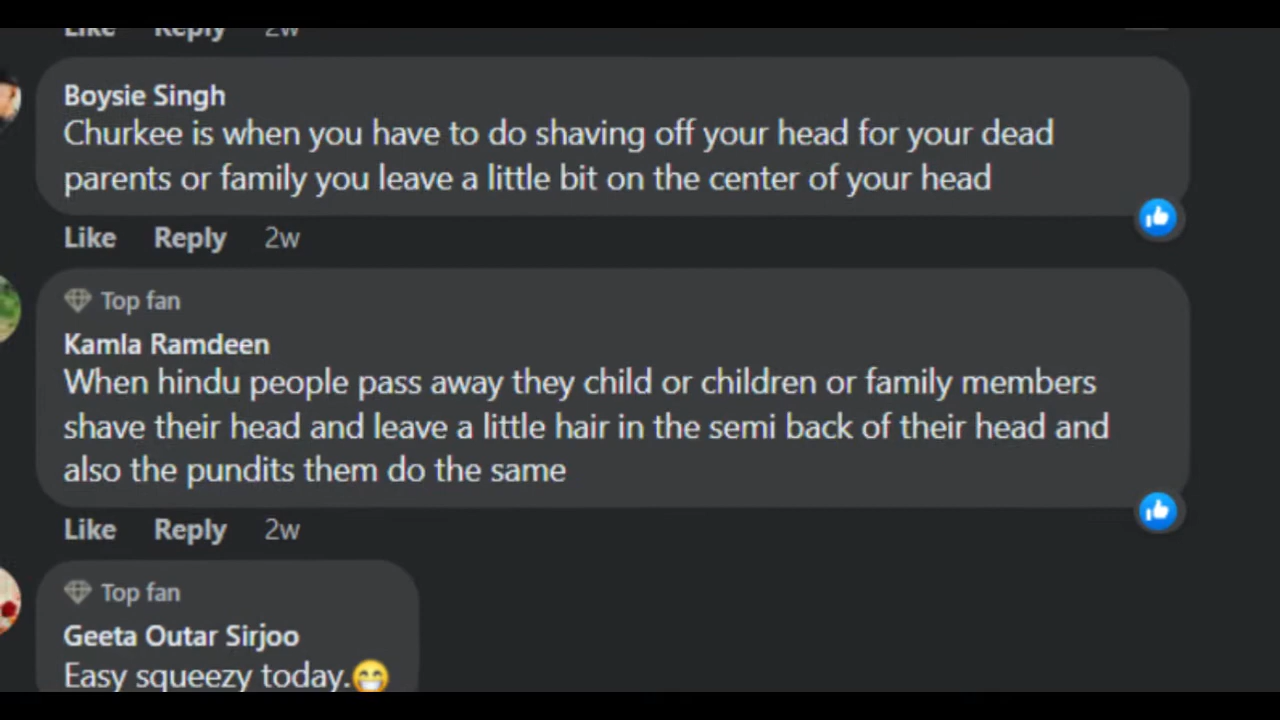 Like Reply 2w
Boysie Singh
Churkee is when you have to do shaving off your head for your dead
parents or family you leave a little bit on the center of your head
Like Reply 2w
Top fan
Kamla Ramdeen
When hindu people pass away they child or children or family members
shave their head and leave a little hair in the semi back of their head and
also the pundits them do the same
Like Reply 2w
Top fan
Geeta Outar Sirjoo
Easy squeezy today.😁